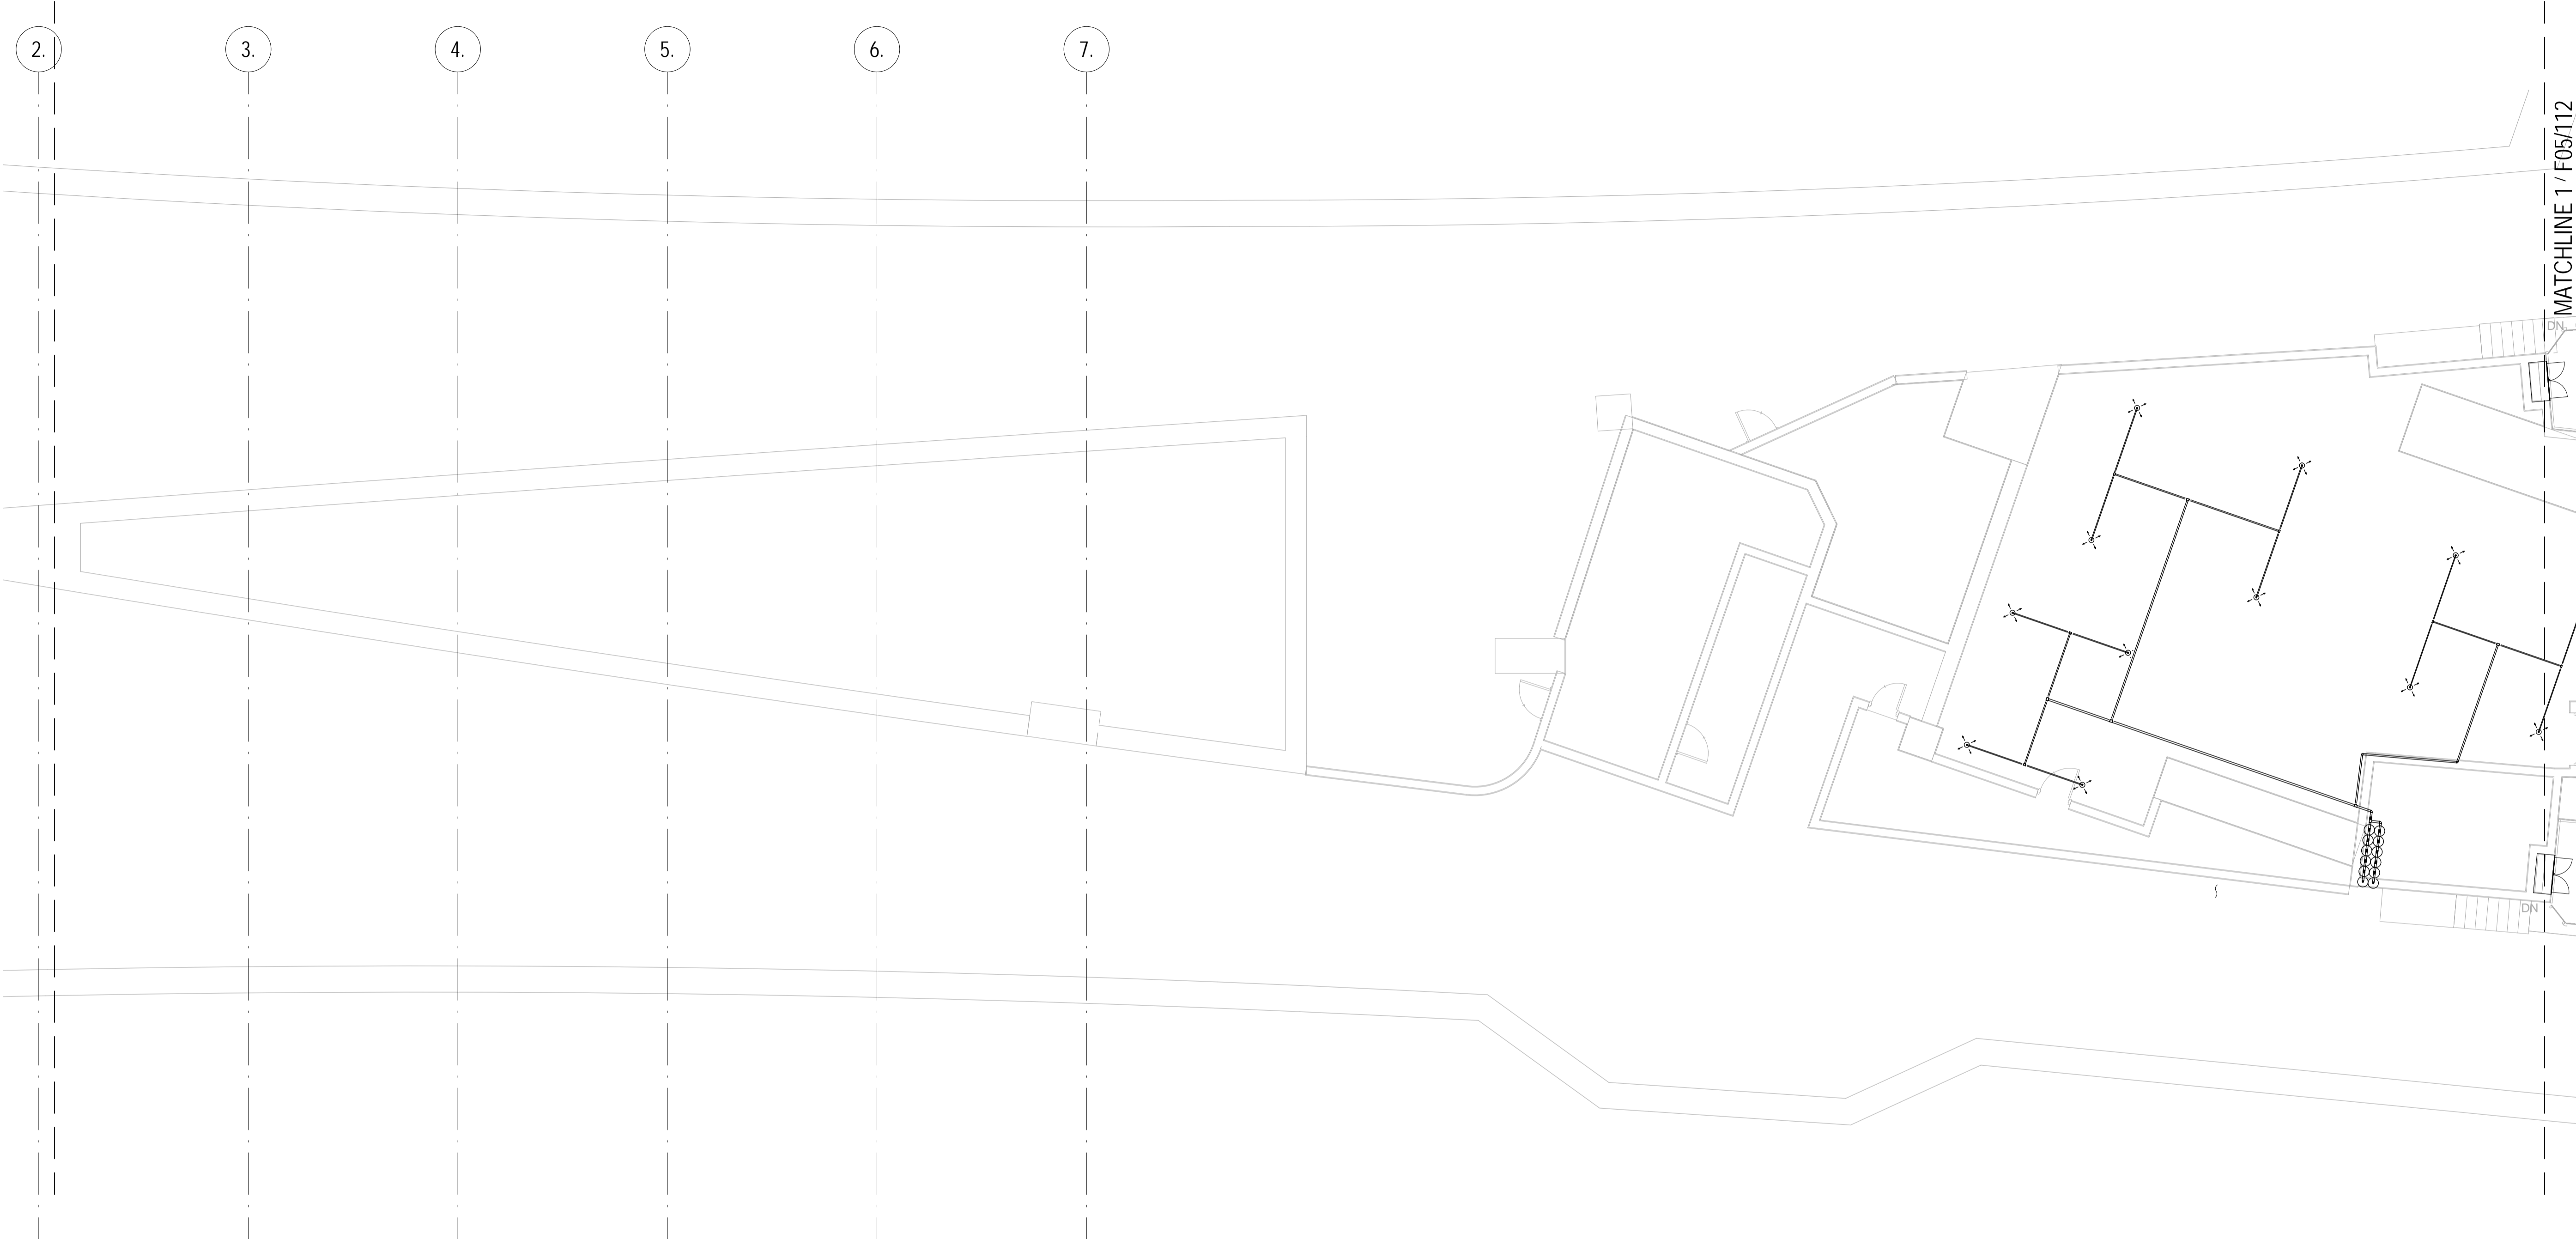 2.
3.
4.
5.
6.
7.
MATCHLINE 1 / F05/112
DN
DN